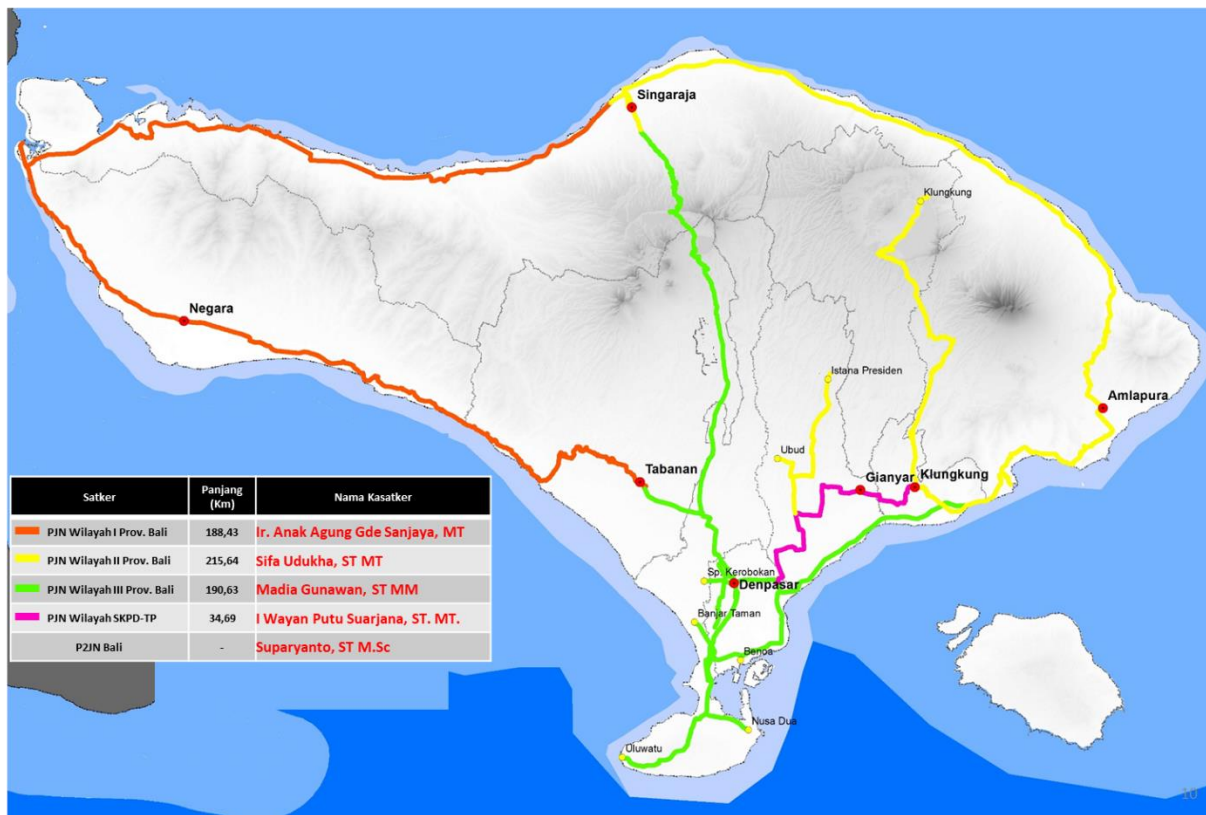 Singaraja
Klungkung
Negara
Istana Presiden
Amlapura
Ubud
Tabanan
Gianyar
Klungkung
Sp. Kerobokan
Denpasar
Banjar Taman
Benoa
Nusa Dua
Uluwatu
Satker Panjang (Km) Nama Kasatker
PJN Wilayah I Prov. Bali 188,43 Ir. Anak Agung Gde Sanjaya, MT
PJN Wilayah II Prov. Bali 215,64 Sifa Udukha, ST MT
PJN Wilayah III Prov. Bali 190,63 Madia Gunawan, ST MM
PJN Wilayah SKPD-TP 34,69 I Wayan Putu Suarjana, ST. MT.
P2JN Bali - Suparyanto, ST M.Sc
10